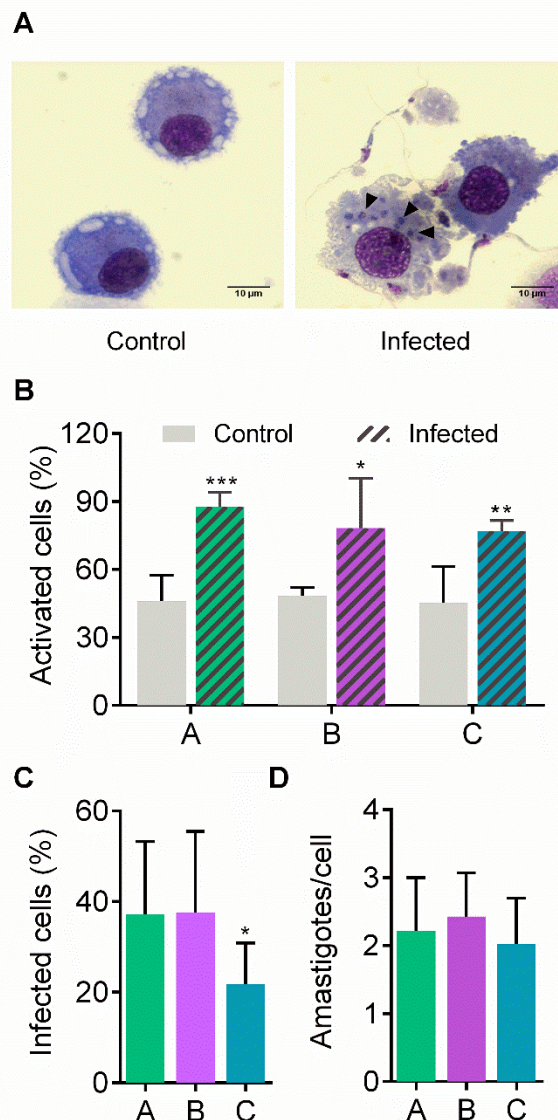 A
10 µm
10 µm
Control
Infected
B
Control
Infected
Activated cells (%)
120
90
60
30
0
***
*
**
A
B
C
C
Infected cells (%)
60
40
20
0
*
A
B
C
D
Amastigotes/cell
4
3
2
1
0
A
B
C